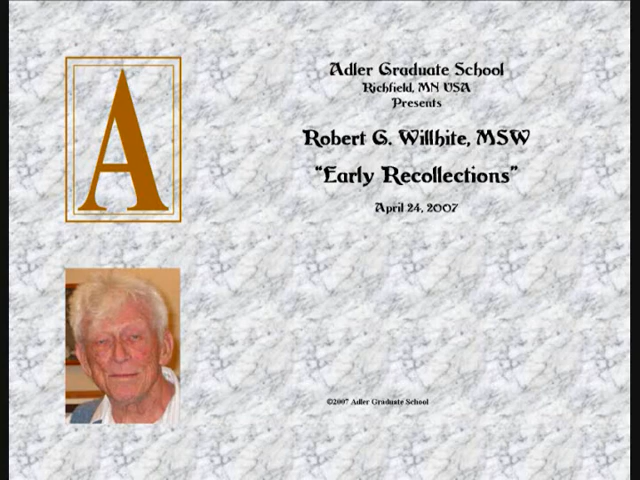 A
Adler Graduate School
Richfield, MN USA
Presents
Robert G. Willhite, MSW
"Early Recollections"
April 24, 2007
©2007 Adler Graduate School